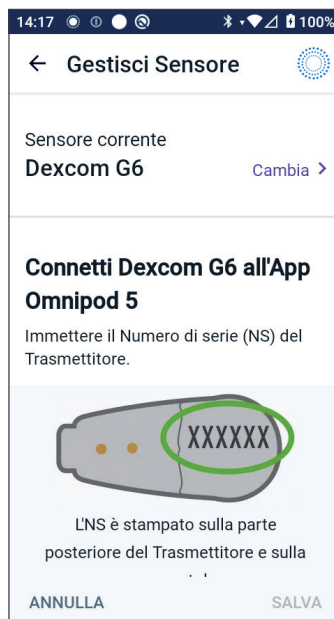 14:17 100%
Gestisci Sensore
Sensore corrente
Dexcom G6
Cambia >
Connetti Dexcom G6 all'App
Omnipod 5
Immettere il Numero di serie (NS) del
Trasmettitore.
XXXXXX
L'NS è stampato sulla parte
posteriore del Trasmettitore e sulla
ANNULLA SALVA